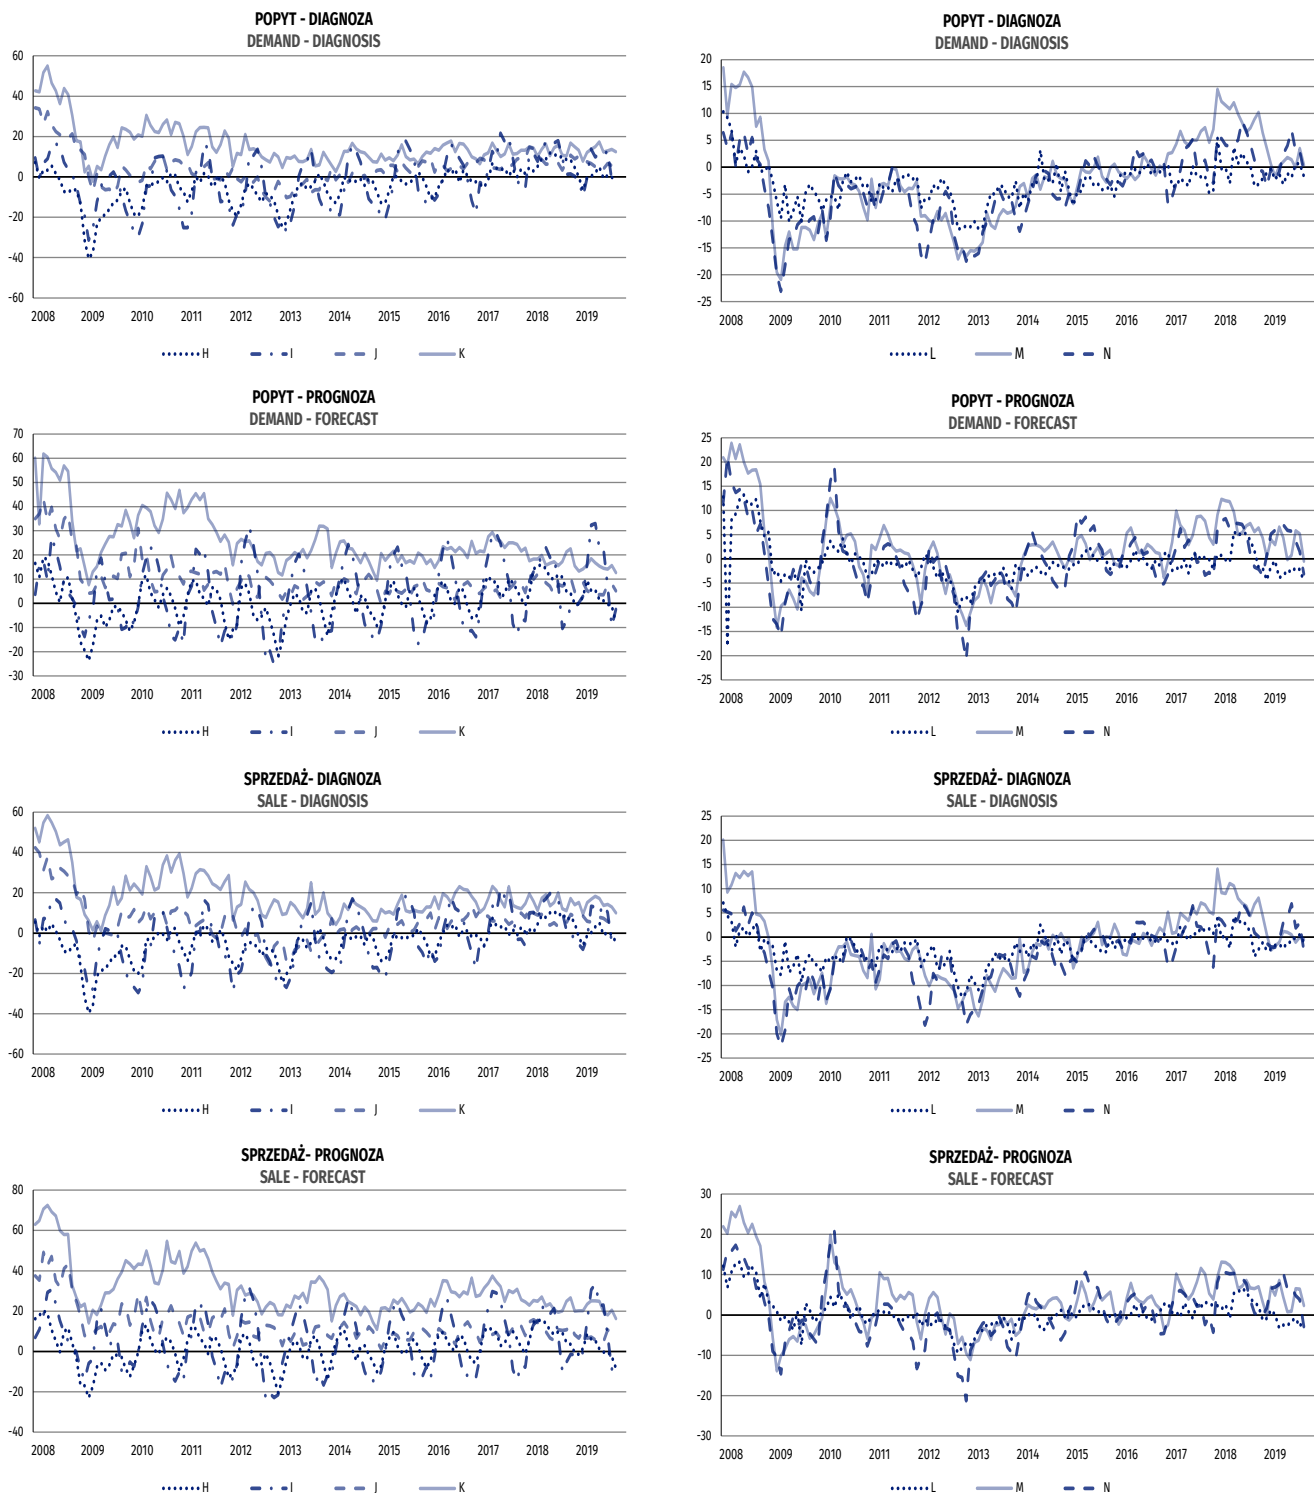 POPYT - DIAGNOZA
DEMAND - DIAGNOSIS
60
40
20
0
-20
-40
-60
2008 2009 2010 2011 2012 2013 2014 2015 2016 2017 2018 2019
H I J K
POPYT - DIAGNOZA
DEMAND - DIAGNOSIS
20
15
10
5
0
-5
-10
-15
-20
-25
2008 2009 2010 2011 2012 2013 2014 2015 2016 2017 2018 2019
L M N
POPYT - PROGNOZA
DEMAND - FORECAST
70
60
50
40
30
20
10
0
-10
-20
-30
2008 2009 2010 2011 2012 2013 2014 2015 2016 2017 2018 2019
H I J K
POPYT - PROGNOZA
DEMAND - FORECAST
25
20
15
10
5
0
-5
-10
-15
-20
-25
2008 2009 2010 2011 2012 2013 2014 2015 2016 2017 2018 2019
L M N
SPRZEDAŻ- DIAGNOZA
SALE - DIAGNOSIS
60
40
20
0
-20
-40
-60
2008 2009 2010 2011 2012 2013 2014 2015 2016 2017 2018 2019
H I J K
SPRZEDAŻ- DIAGNOZA
SALE - DIAGNOSIS
25
20
15
10
5
0
-5
-10
-15
-20
-25
2008 2009 2010 2011 2012 2013 2014 2015 2016 2017 2018 2019
L M N
SPRZEDAŻ- PROGNOZA
SALE - FORECAST
80
60
40
20
0
-20
-40
2008 2009 2010 2011 2012 2013 2014 2015 2016 2017 2018 2019
H I J K
SPRZEDAŻ- PROGNOZA
SALE - FORECAST
30
20
10
0
-10
-20
-30
2008 2009 2010 2011 2012 2013 2014 2015 2016 2017 2018 2019
L M N